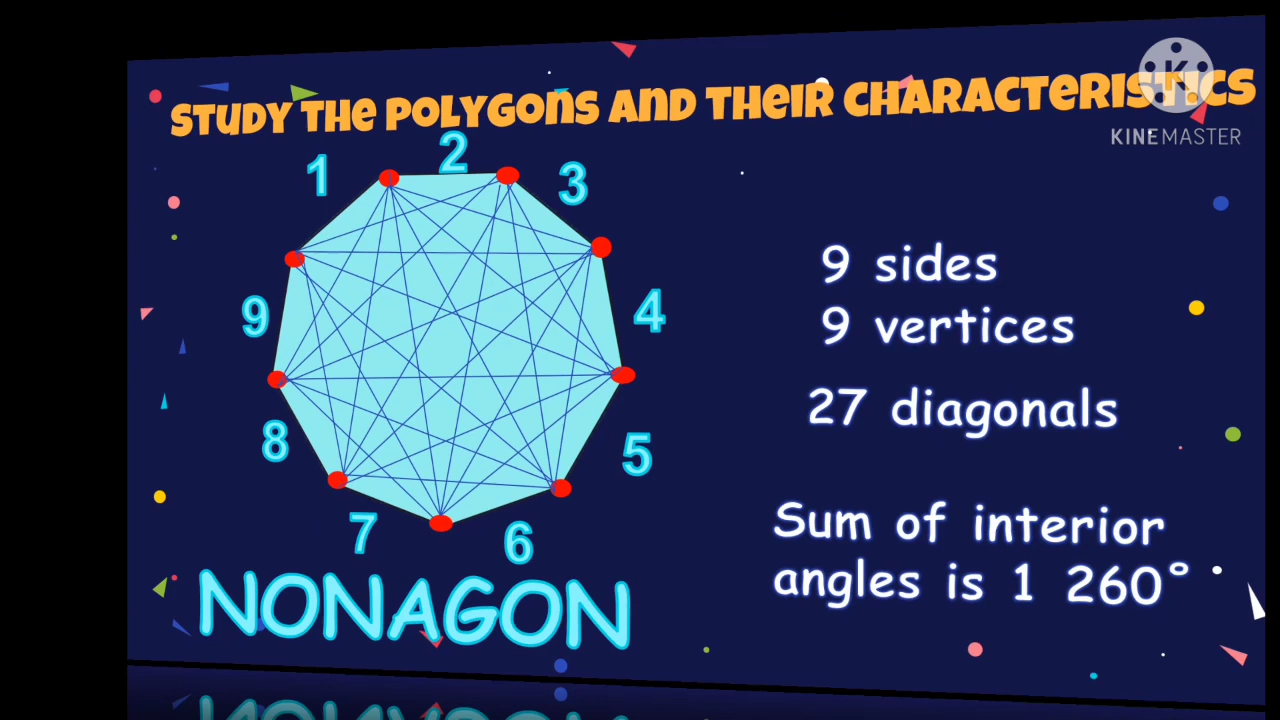 STUDY THE POLYGONS AND THEIR CHARACTERISTICS
K
KINEMASTER
1
2
3
9
4
8
5
7
6
9 sides
9 vertices
27 diagonals
Sum of interior
angles is 1 260°
NONAGON